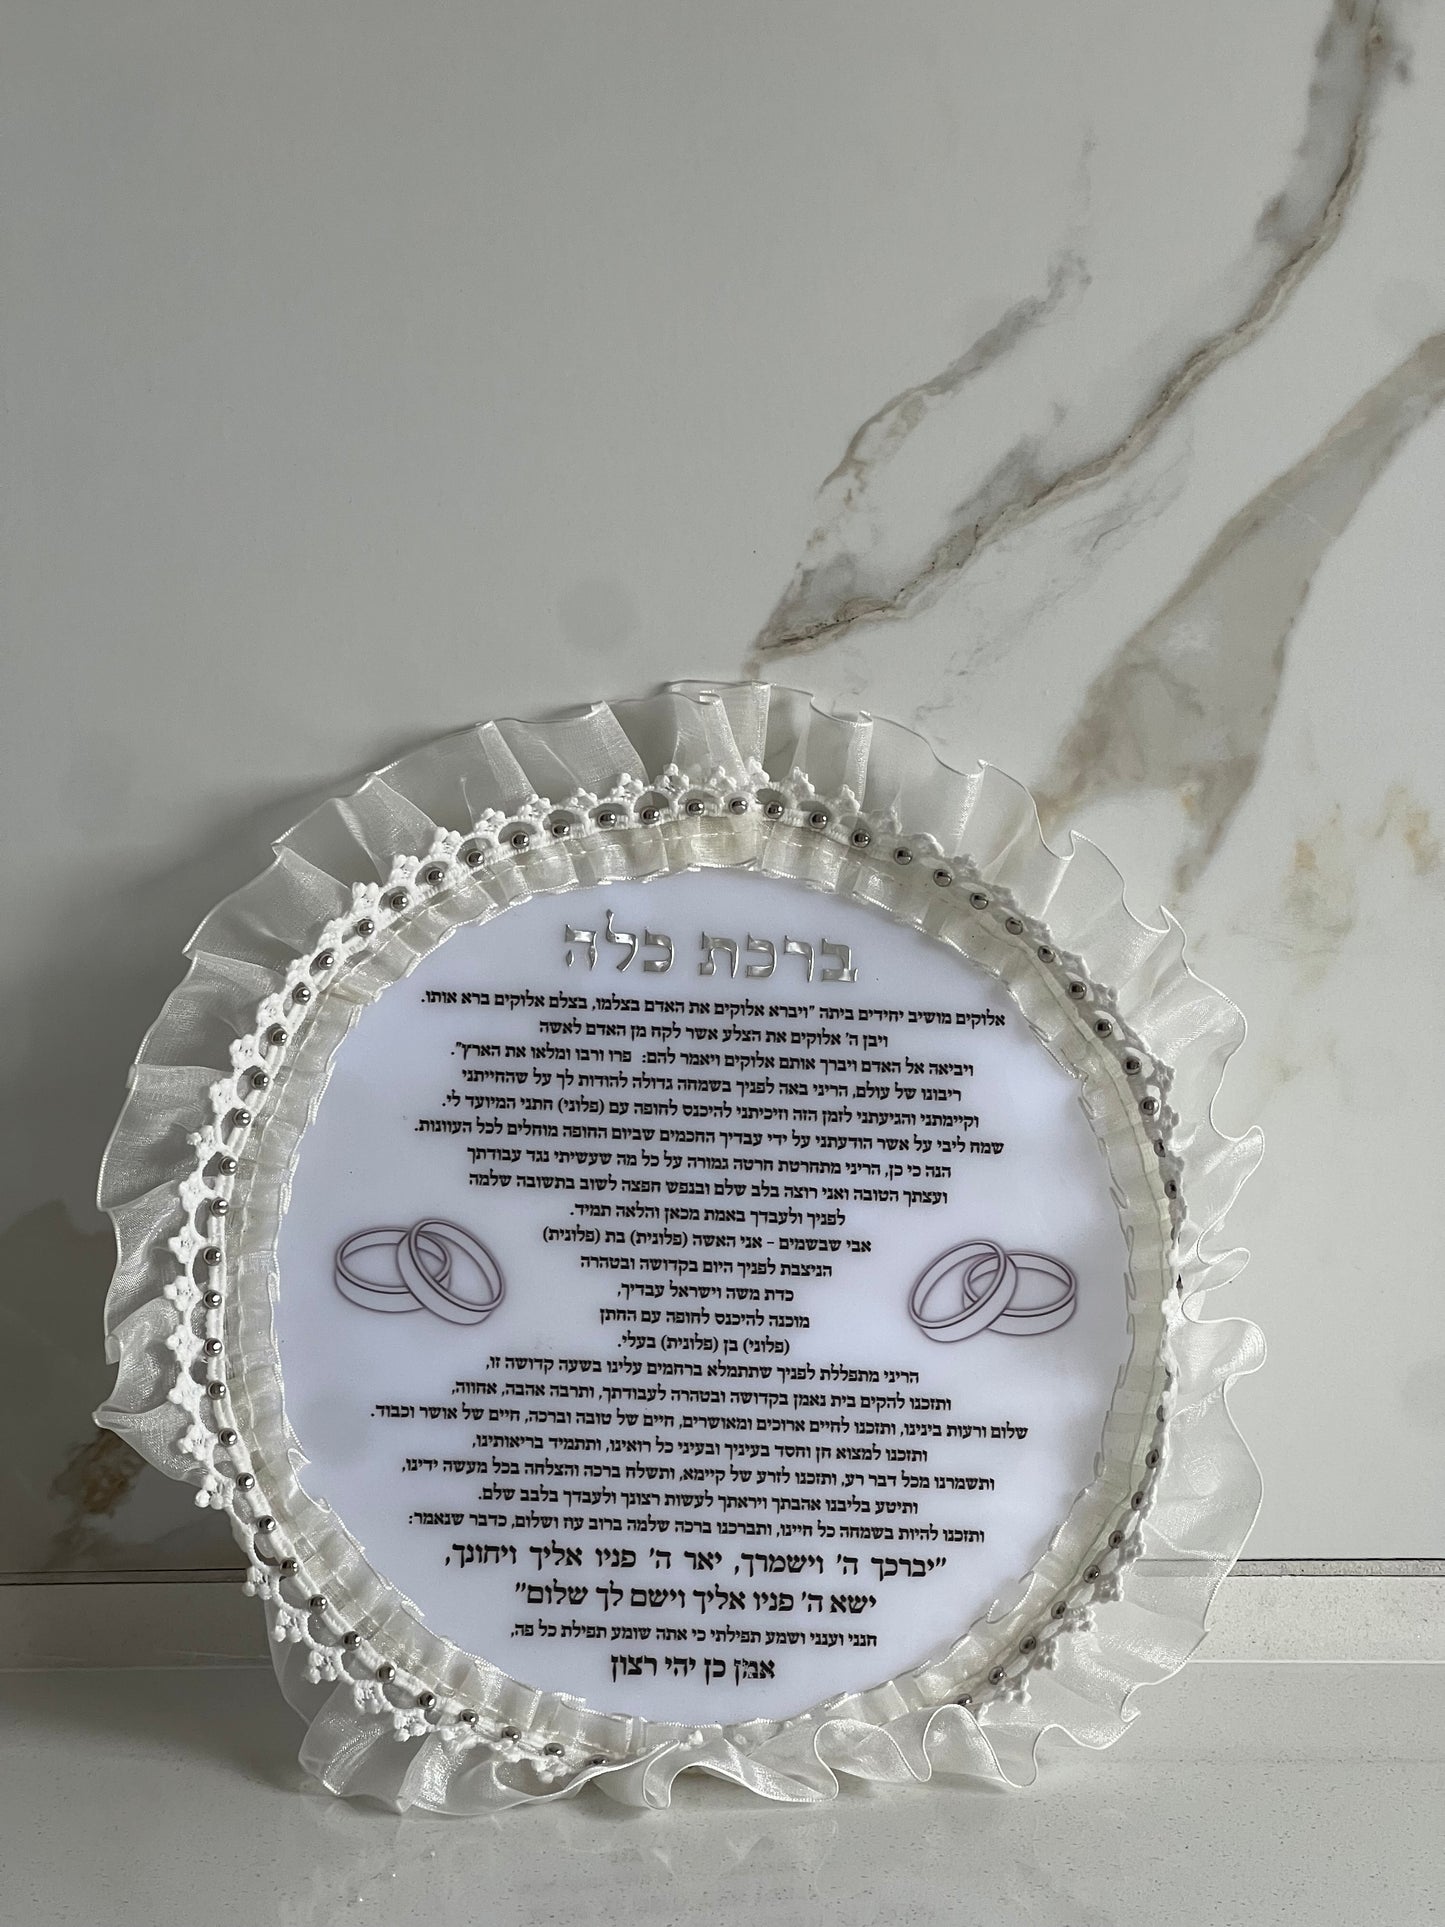 ברכת כלה
אלוקים מושיב יחידים ביתה "ויברא אלוקים את האדם בצלמו, בצלם אלוקים ברא אותו.
ויבן ה' אלוקים את הצלע אשר לקח מן האדם לאשה
ויביאה אל האדם ויברך אותם אלוקים ויאמר להם: פרו ורבו ומלאו את הארץ".
ריבונו של עולם, הריני באה לפניך בשמחה גדולה להודות לך על שהחייתני
וקיימתני והגיעתני לזמן הזה וזיכיתני להיכנס לחופה עם (פלוני) חתני המיועד לי.
שמח ליבי על אשר הודעתני על ידי עבדיך החכמים שביום החופה מוחלים לכל העוונות.
הנה כי כן, הריני מתחרטת חרטה גמורה על כל מה שעשיתי נגד עבודתך
ועצתך הטובה ואני רוצה בלב שלם ובנפש חפצה לשוב בתשובה שלמה
לפניך ולעבדך באמת מכאן והלאה תמיד.
אבי שבשמים - אני האשה (פלונית) בת (פלונית)
הניצבת לפניך היום בקדושה ובטהרה
כדת משה וישראל עבדיך,
מוכנה להיכנס לחופה עם החתן
(פלוני) בן (פלונית) בעלי.
הריני מתפללת לפניך שתתמלא ברחמים עלינו בשעה קדושה זו,
ותזכנו להקים בית נאמן בקדושה ובטהרה לעבודתך, ותרבה אהבה, אחווה,
שלום ורעות בינינו, ותזכנו לחיים ארוכים ומאושרים, חיים של טובה וברכה, חיים של אושר וכבוד.
ותזכנו למצוא חן וחסד בעיניך ובעיני כל רואינו, ותתמיד בריאותינו,
ותשמרנו מכל דבר רע, ותזכנו לזרע של קיימא, ותשלח ברכה והצלחה בכל מעשה ידינו,
ותיטע בליבנו אהבתך ויראתך לעשות רצונך ולעבדך בלבב שלם.
ותזכנו להיות בשמחה כל חיינו, ותברכנו ברכה שלמה ברוב עוז ושלום, כדבר שנאמר:
"יברכך ה' וישמרך, יאר ה' פניו אליך ויחונך,
ישא ה' פניו אליך וישם לך שלום"
חנני וענני ושמע תפילתי כי אתה שומע תפילת כל פה,
אמן כן יהי רצון